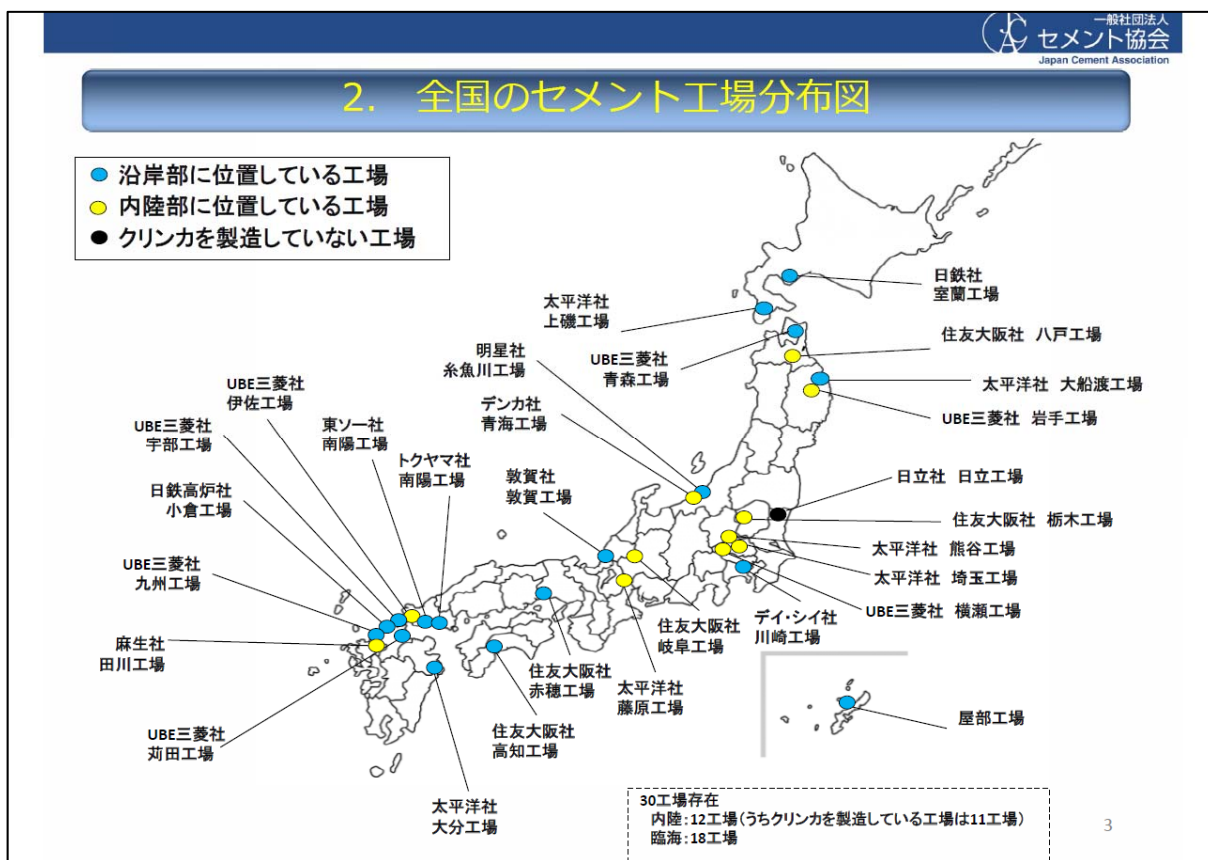 一般社団法人
セメント協会
Japan Cement Association
2. 全国のセメント工場分布図
沿岸部に位置している工場
内陸部に位置している工場
クリンカを製造していない工場
日鉄社
室蘭工場
太平洋社
上磯工場
住友大阪社 八戸工場
UBE三菱社
青森工場
明星社
糸魚川工場
太平洋社 大船渡工場
UBE三菱社
伊佐工場
デンカ社
青海工場
UBE三菱社 岩手工場
UBE三菱社
宇部工場
東ソー社
南陽工場
トクヤマ社
南陽工場
敦賀社
敦賀工場
日立社 日立工場
日鉄高炉社
小倉工場
住友大阪社 栃木工場
太平洋社 熊谷工場
UBE三菱社
九州工場
太平洋社 埼玉工場
UBE三菱社 横瀬工場
デイ・シイ社
川崎工場
住友大阪社
岐阜工場
麻生社
田川工場
住友大阪社
赤穂工場
太平洋社
藤原工場
屋部工場
UBE三菱社
苅田工場
住友大阪社
高知工場
太平洋社
大分工場
30工場存在
内陸:12工場(うちクリンカを製造している工場は11工場)
臨海:18工場
3